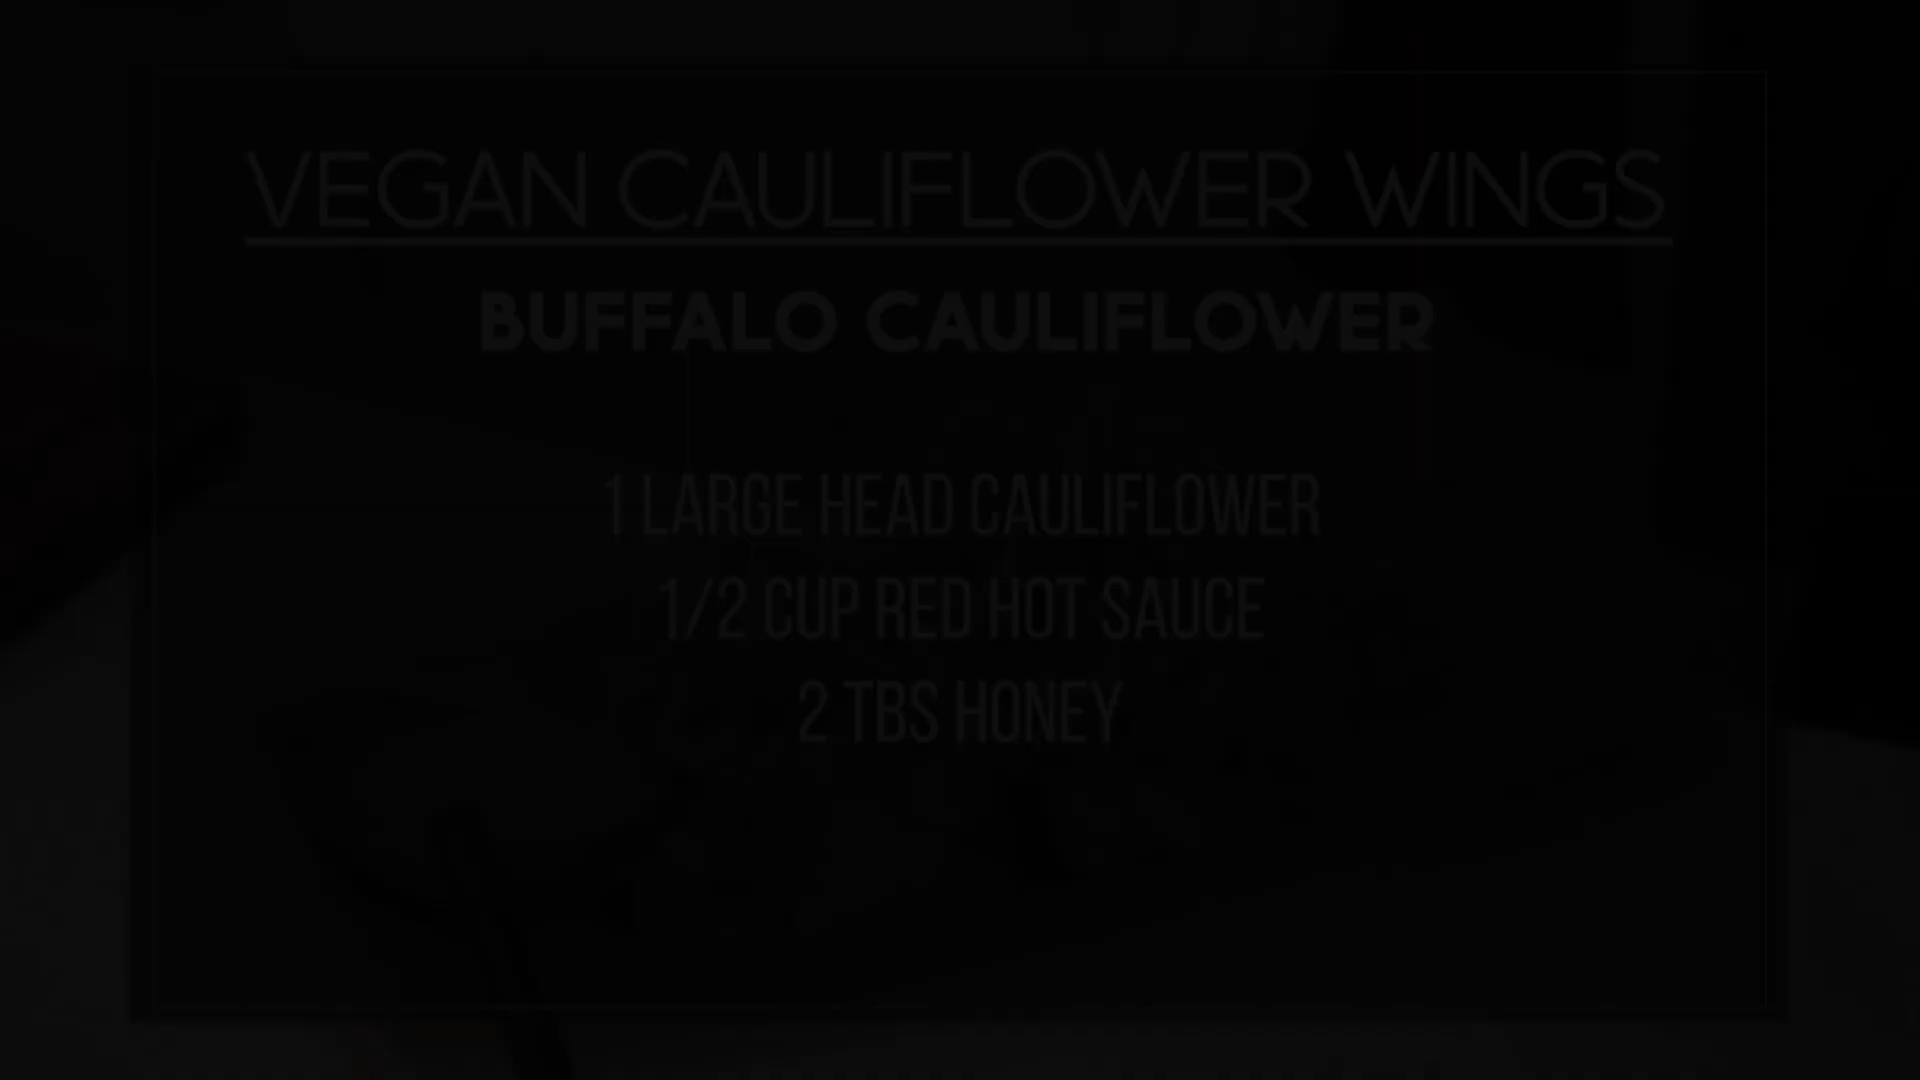 VEGAN CAULIFLOWER WINGS
BUFFALO CAULIFLOWER
1 LARGE HEAD CAULIFLOWER
1/2 CUP RED HOT SAUCE
2 TBS HONEY